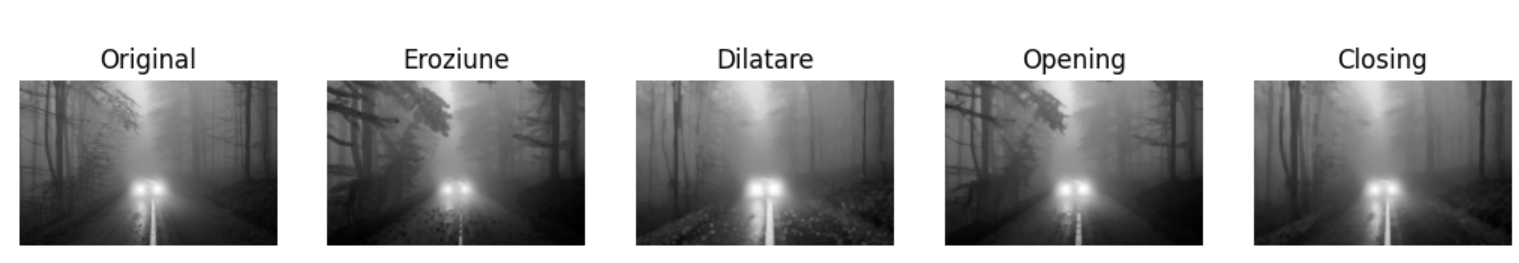 Original
Eroziune
Dilatare
Opening
Closing